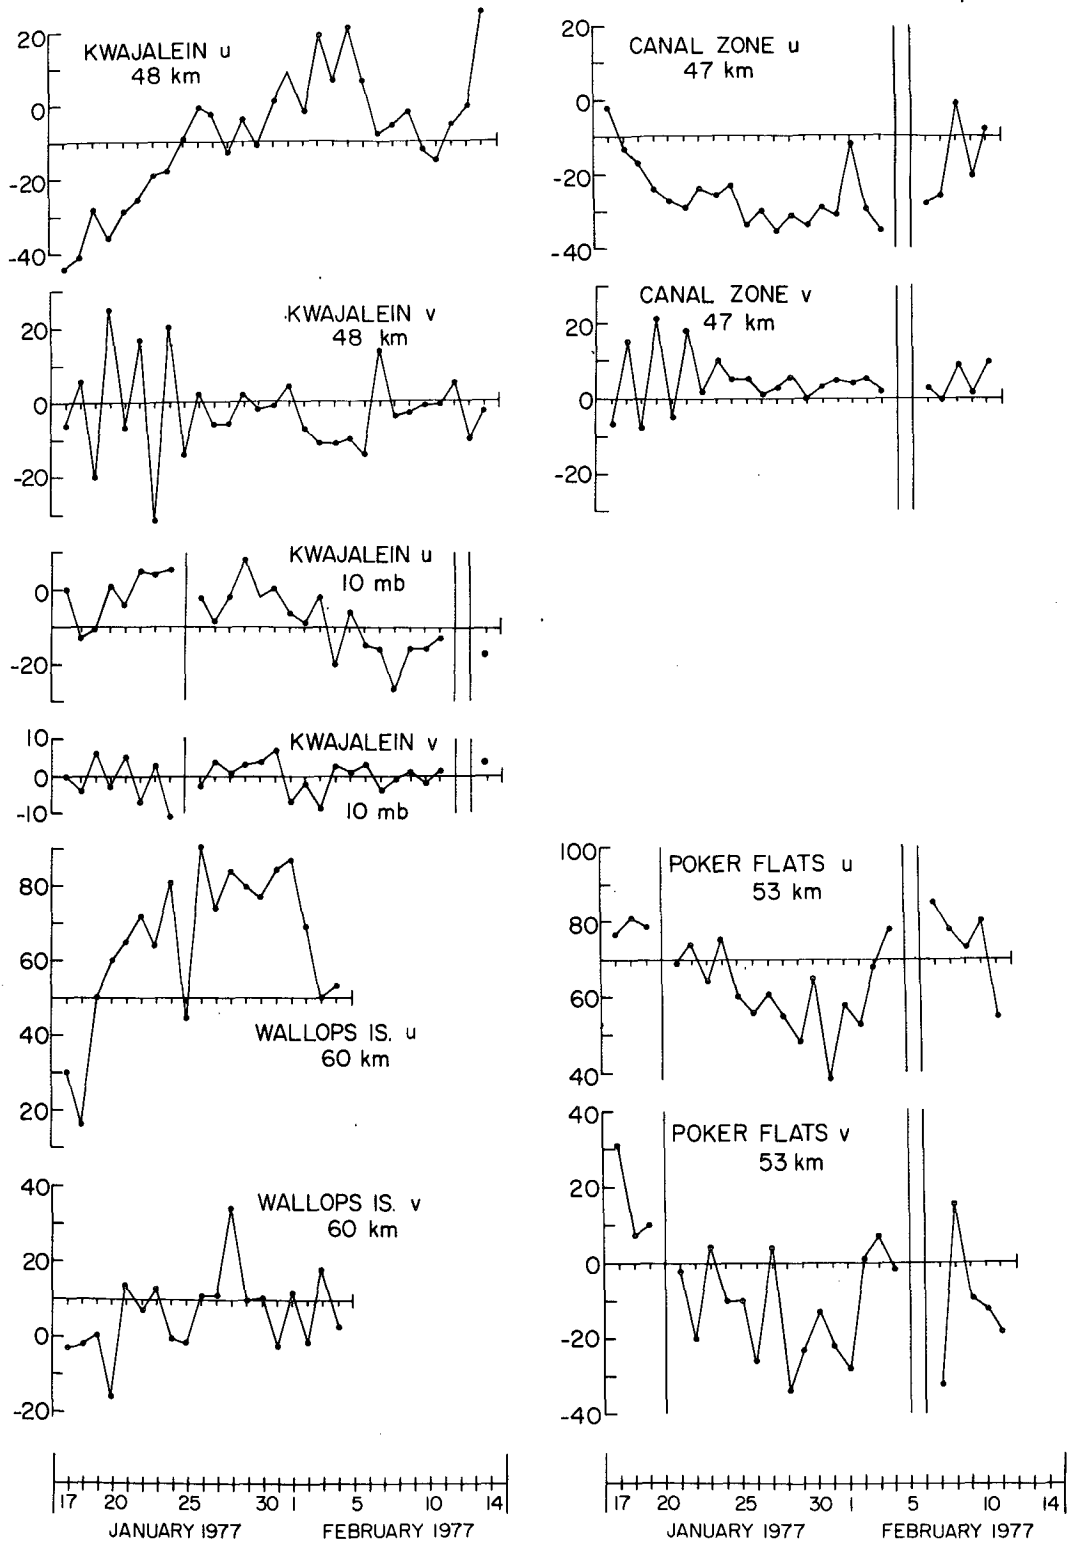 20
0
-20
-40
KWAJALEIN u
48 km
20
0
-20
KWAJALEIN v
48 km
0
-20
KWAJALEIN u
10 mb
10
0
-10
KWAJALEIN v
10 mb
80
60
40
20
WALLOPS IS. u
60 km
40
20
0
-20
WALLOPS IS. v
60 km
17 20 25 30 1 5 10 14
JANUARY 1977 FEBRUARY 1977
20
0
-20
-40
CANAL ZONE u
47 km
20
0
-20
CANAL ZONE v
47 km
100
80
60
40
POKER FLATS u
53 km
40
20
0
-20
-40
POKER FLATS v
53 km
17 20 25 30 1 5 10 14
JANUARY 1977 FEBRUARY 1977